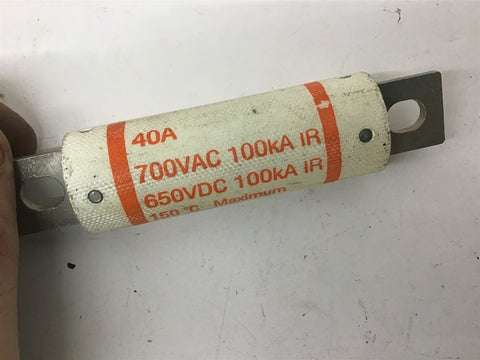 40A
700VAC 100kA IR
650VDC 100kA IR
150 °C Maximum